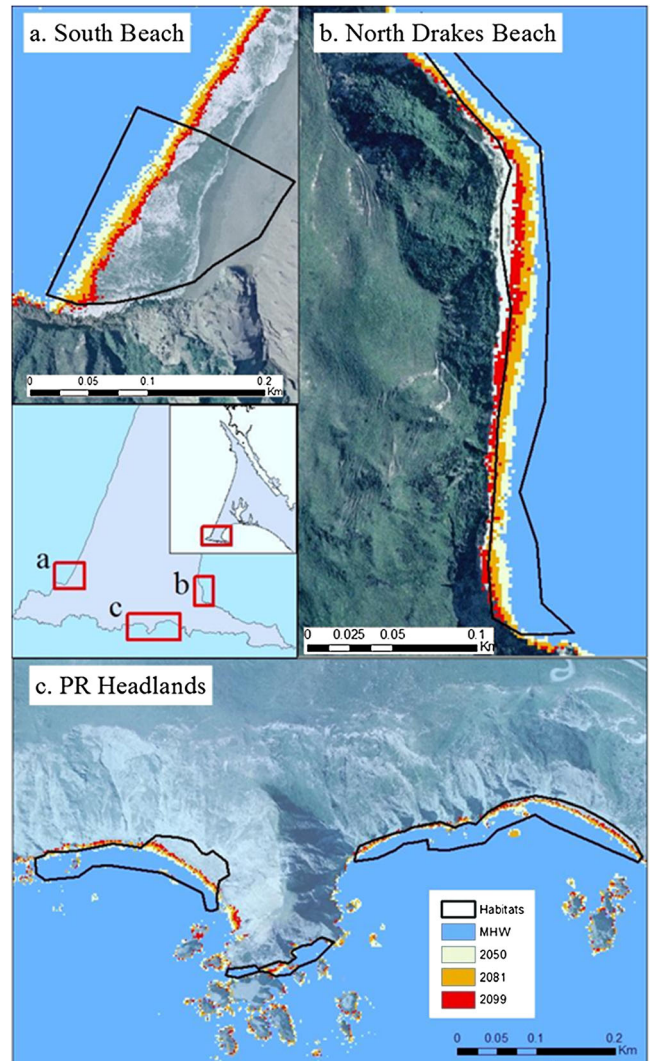 a. South Beach
b. North Drakes Beach
0 0.05 0.1 0.2
Km
a
b
c
0 0.025 0.05 0.1
Km
c. PR Headlands
Habitats
MHW
2050
2081
2099
0 0.05 0.1 0.2
Km